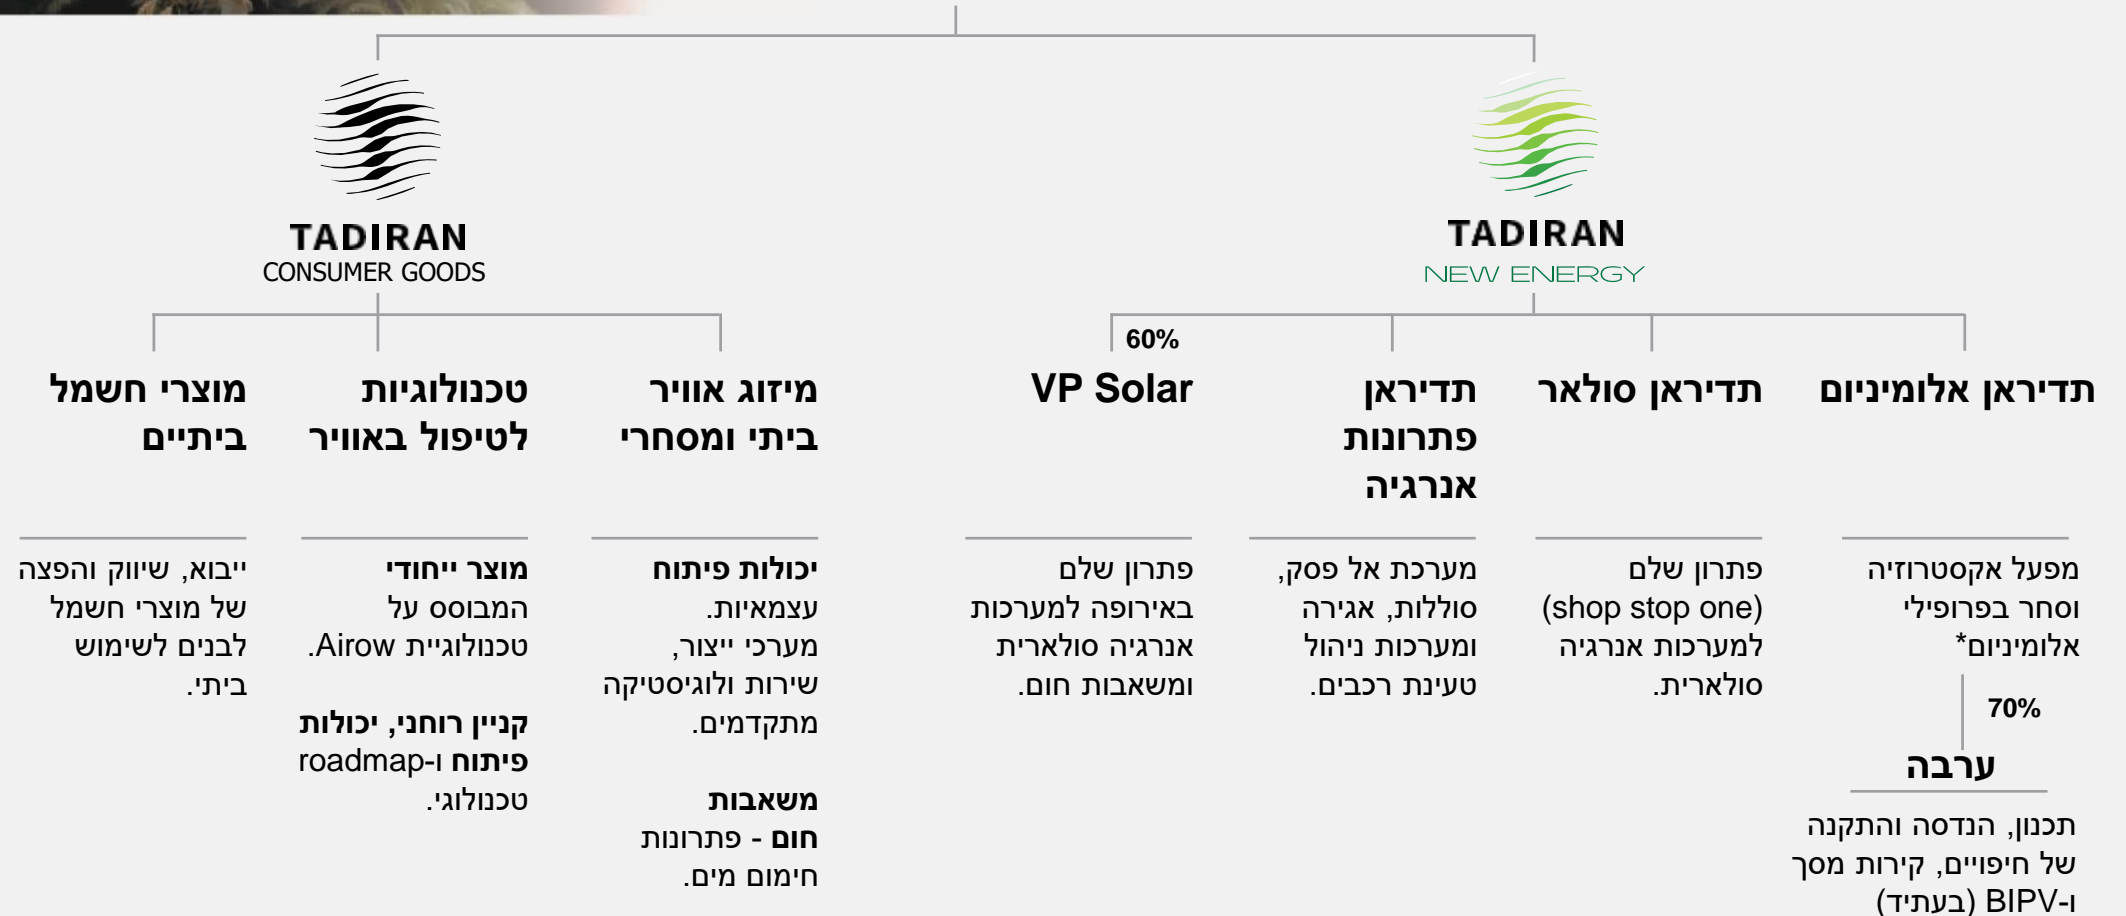 TADIRAN
CONSUMER GOODS
TADIRAN
NEW ENERGY
תדיראן אלומיניום
מפעל אקסטרוזיה
וסחר בפרופילי
אלומיניום*
70%
ערבה
תכנון, הנדסה והתקנה
של חיפויים, קירות מסך
ו-BIPV (בעתיד)
תדיראן סולאר
פתרון שלם
(shop stop one)
למערכות אנרגיה
סולארית.
תדיראן
פתרונות
אנרגיה
מערכת אל פסק,
סוללות, אגירה
ומערכות ניהול
טעינת רכבים.
60%
VP Solar
פתרון שלם
באירופה למערכות
אנרגיה סולארית
ומשאבות חום.
מיזוג אוויר
ביתי ומסחרי
יכולות פיתוח
עצמאיות.
מערכי ייצור,
שירות ולוגיסטיקה
מתקדמים.
משאבות
חום - פתרונות
חימום מים.
טכנולוגיות
לטיפול באוויר
מוצר ייחודי
המבוסס על
טכנולוגיית Airow.
קניין רוחני, יכולות
פיתוח ו-roadmap
טכנולוגי.
מוצרי חשמל
ביתיים
ייבוא, שיווק והפצה
של מוצרי חשמל
לבנים לשימוש
ביתי.